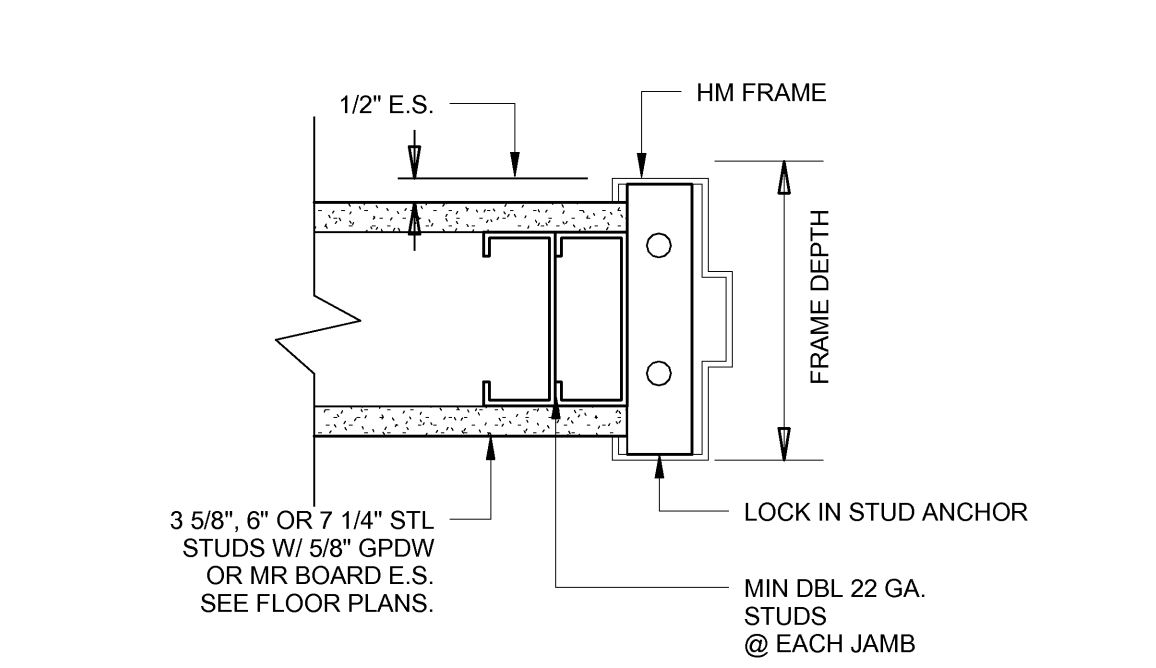 1/2" E.S.
HM FRAME
FRAME DEPTH
3 5/8", 6" OR 7 1/4" STL
STUDS W/ 5/8" GPDW
OR MR BOARD E.S.
SEE FLOOR PLANS.
LOCK IN STUD ANCHOR
MIN DBL 22 GA.
STUDS
@ EACH JAMB